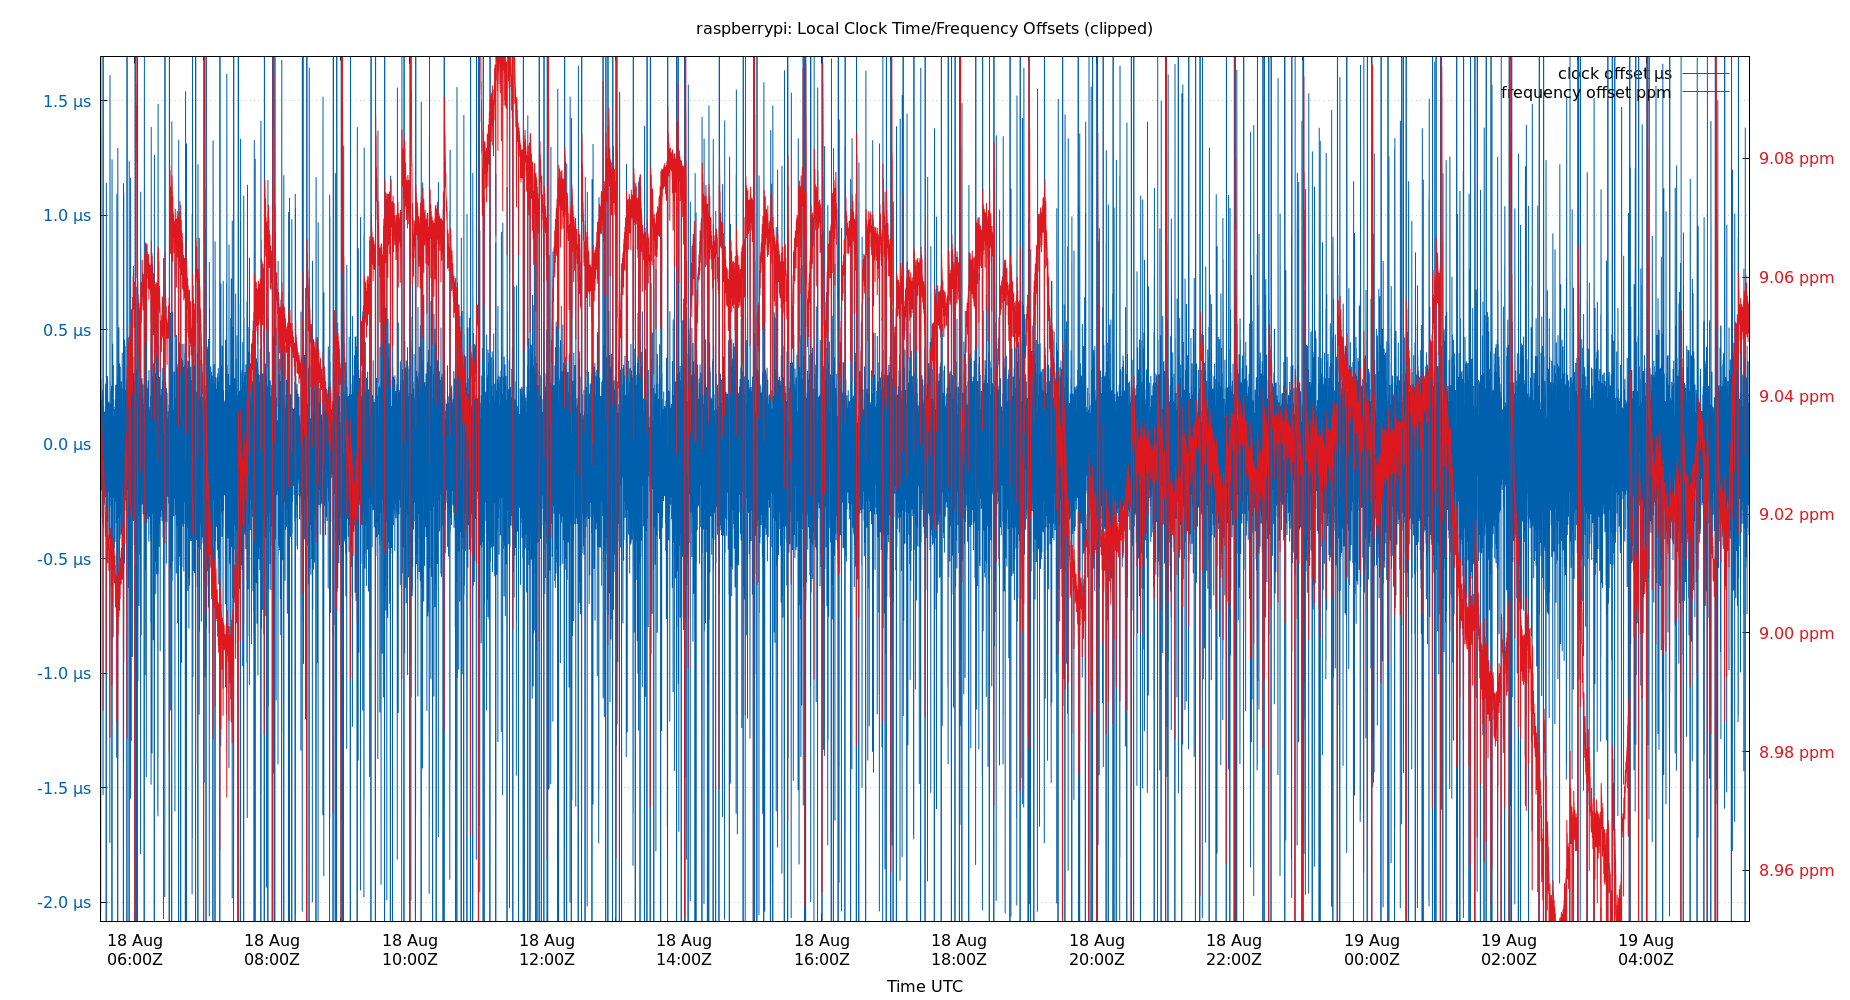 raspberrypi: Local Clock Time/Frequency Offsets (clipped)
clock offset µs
frequency offset ppm
1.5 µs
1.0 µs
0.5 µs
0.0 µs
-0.5 µs
-1.0 µs
-1.5 µs
-2.0 µs
9.08 ppm
9.06 ppm
9.04 ppm
9.02 ppm
9.00 ppm
8.98 ppm
8.96 ppm
18 Aug 18 Aug 18 Aug 18 Aug 18 Aug 18 Aug 18 Aug 18 Aug 18 Aug 19 Aug 19 Aug 19 Aug
06:00Z 08:00Z 10:00Z 12:00Z 14:00Z 16:00Z 18:00Z 20:00Z 22:00Z 00:00Z 02:00Z 04:00Z
Time UTC